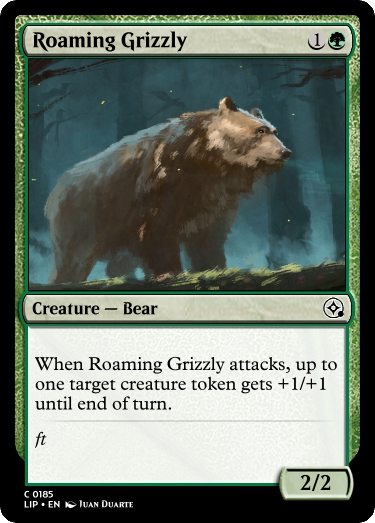 Roaming Grizzly 1
Creature — Bear
When Roaming Grizzly attacks, up to
one target creature token gets +1/+1
until end of turn.
ft
2/2
C 0185
LIP • EN Juan Duarte